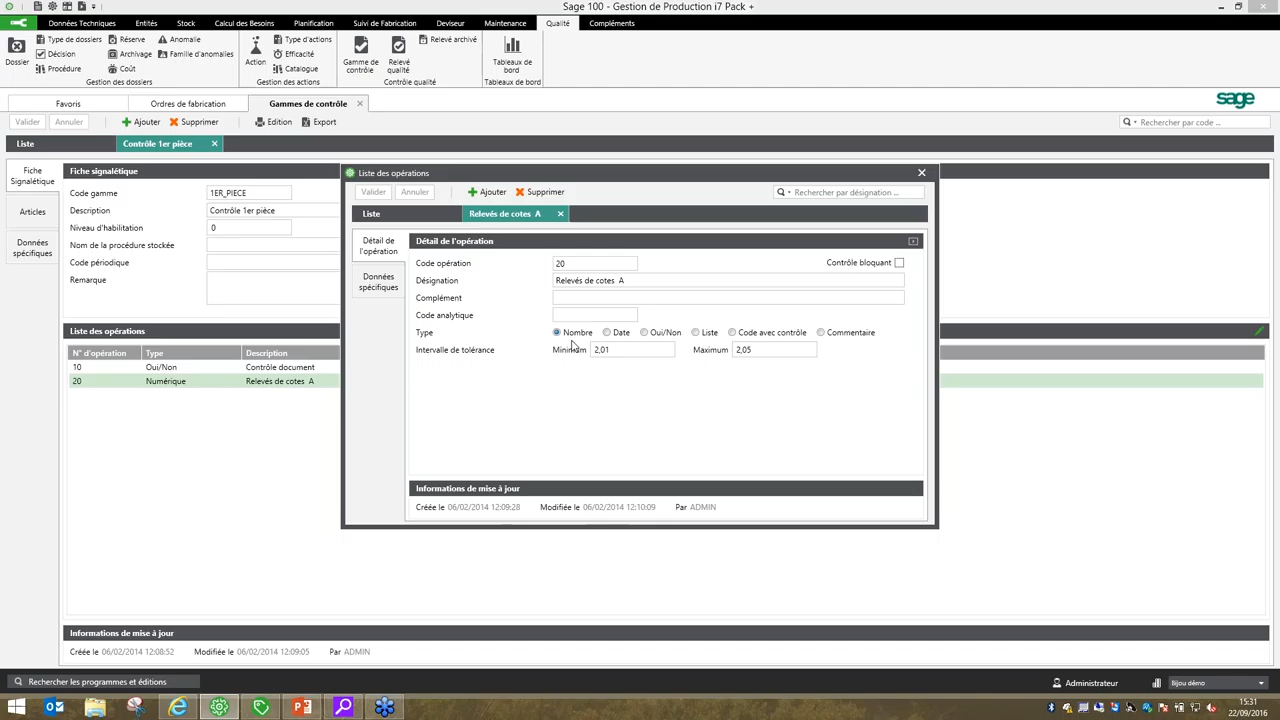 Sage 100 - Gestion de Production i7 Pack +
Données Techniques Entités Stock Calcul des Besoins Planification Suivi de Fabrication Deviseur Maintenance Qualité Compléments
Dossier
Type de dossiers
Décision
Procédure
Réserve
Archivage
Coût
Anomalie
Famille d'anomalies
Gestion des dossiers
Action
Type d'actions
Efficacité
Catalogue
Gestion des actions
Gamme de contrôle
Relevé qualité
Relevé archivé
Contrôle qualité
Tableaux de bord
Tableaux de bord
Favoris Ordres de fabrication Gammes de contrôle
sage
Valider Annuler Ajouter Supprimer Edition Export Rechercher par code ...
Liste Contrôle 1er pièce
Fiche Signalétique
Articles
Données spécifiques
Fiche signalétique
Code gamme 1ER_PIECE
Description Contrôle 1er pièce
Niveau d'habilitation 0
Nom de la procédure stockée
Code périodique
Remarque
Liste des opérations
N° d'opération Type Description
10 Oui/Non Contrôle document
20 Numérique Relevés de cotes A
Liste des opérations
Valider Annuler Ajouter Supprimer Rechercher par désignation ...
Liste Relevés de cotes A
Détail de l'opération
Données spécifiques
Détail de l'opération
Code opération 20 Contrôle bloquant
Désignation Relevés de cotes A
Complément
Code analytique
Type Nombre Date Oui/Non Liste Code avec contrôle Commentaire
Intervalle de tolérance Minimum 2,01 Maximum 2,05
Informations de mise à jour
Créée le 06/02/2014 12:09:28 Modifiée le 06/02/2014 12:10:09 Par ADMIN
Informations de mise à jour
Créée le 06/02/2014 12:08:52 Modifiée le 06/02/2014 12:09:05 Par ADMIN
Rechercher les programmes et éditions Administrateur Bijou démo
15:31
22/09/2016